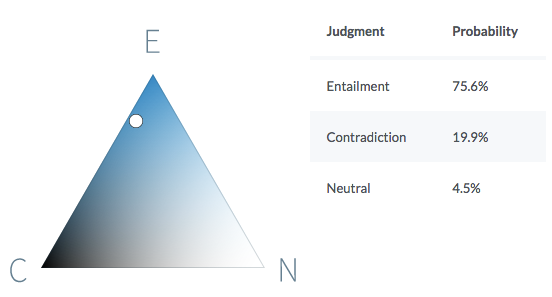 E
C
N
Judgment Probability
Entailment 75.6%
Contradiction 19.9%
Neutral 4.5%